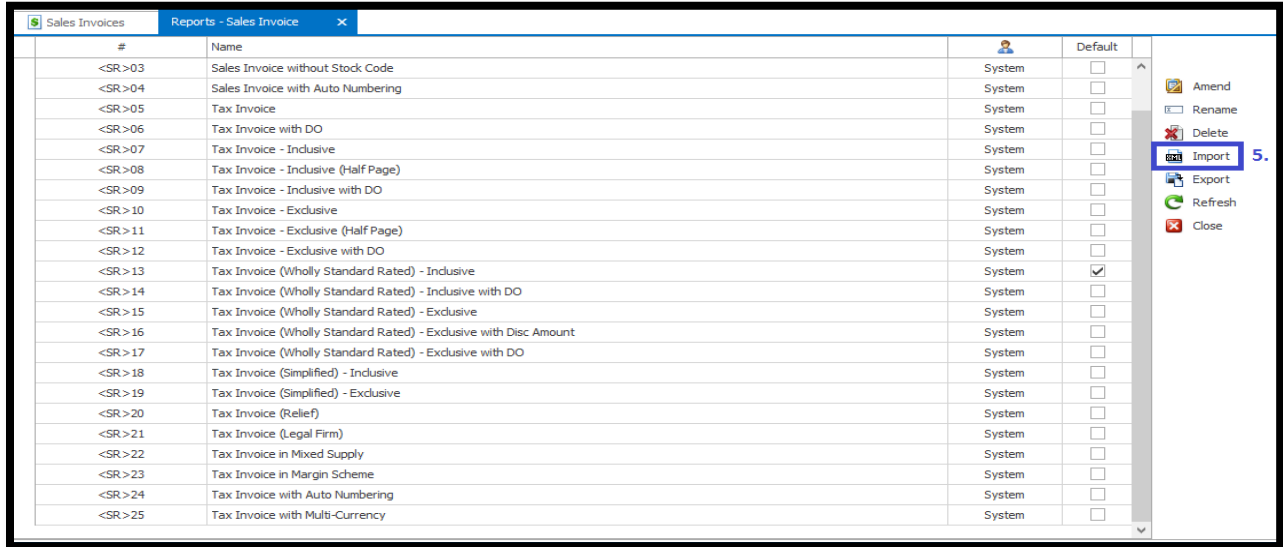 Sales Invoices Reports - Sales Invoice ×
# Name Default
<SR>03 Sales Invoice without Stock Code System
<SR>04 Sales Invoice with Auto Numbering System
<SR>05 Tax Invoice System
<SR>06 Tax Invoice with DO System
<SR>07 Tax Invoice - Inclusive System
<SR>08 Tax Invoice - Inclusive (Half Page) System
<SR>09 Tax Invoice - Inclusive with DO System
<SR>10 Tax Invoice - Exclusive System
<SR>11 Tax Invoice - Exclusive (Half Page) System
<SR>12 Tax Invoice - Exclusive with DO System
<SR>13 Tax Invoice (Wholly Standard Rated) - Inclusive System
<SR>14 Tax Invoice (Wholly Standard Rated) - Inclusive with DO System
<SR>15 Tax Invoice (Wholly Standard Rated) - Exclusive System
<SR>16 Tax Invoice (Wholly Standard Rated) - Exclusive with Disc Amount System
<SR>17 Tax Invoice (Wholly Standard Rated) - Exclusive with DO System
<SR>18 Tax Invoice (Simplified) - Inclusive System
<SR>19 Tax Invoice (Simplified) - Exclusive System
<SR>20 Tax Invoice (Relief) System
<SR>21 Tax Invoice (Legal Firm) System
<SR>22 Tax Invoice in Mixed Supply System
<SR>23 Tax Invoice in Margin Scheme System
<SR>24 Tax Invoice with Auto Numbering System
<SR>25 Tax Invoice with Multi-Currency System
Amend
Rename
Delete
Import 5.
Export
Refresh
Close